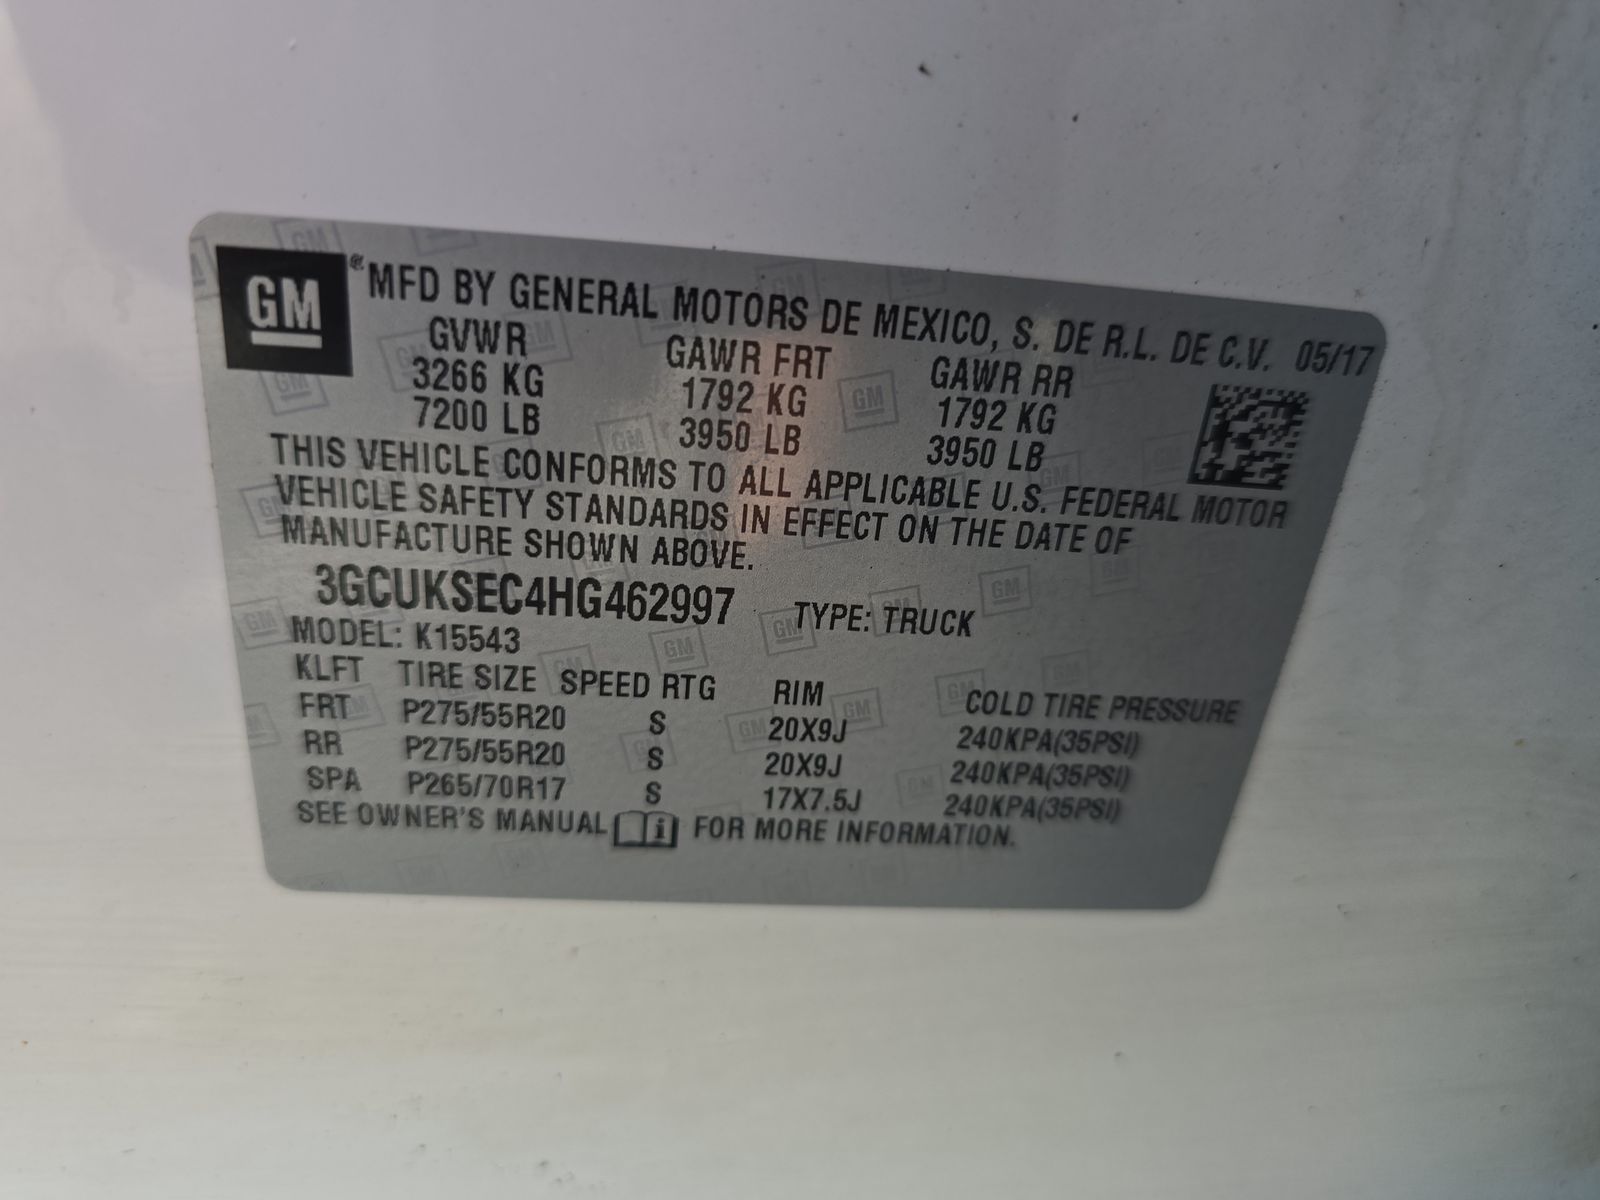 GM ® MFD BY GENERAL MOTORS DE MEXICO, S. DE R.L. DE C.V. 05/17
GVWR GAWR FRT GAWR RR
3266 KG 1792 KG 1792 KG
7200 LB 3950 LB 3950 LB
THIS VEHICLE CONFORMS TO ALL APPLICABLE U.S. FEDERAL MOTOR
VEHICLE SAFETY STANDARDS IN EFFECT ON THE DATE OF
MANUFACTURE SHOWN ABOVE.
3GCUKSEC4HG462997 TYPE: TRUCK
MODEL: K15543
KLFT TIRE SIZE SPEED RTG RIM COLD TIRE PRESSURE
FRT P275/55R20 S 20X9J 240KPA(35PSI)
RR P275/55R20 S 20X9J 240KPA(35PSI)
SPA P265/70R17 S 17X7.5J 240KPA(35PSI)
SEE OWNER'S MANUAL i FOR MORE INFORMATION.